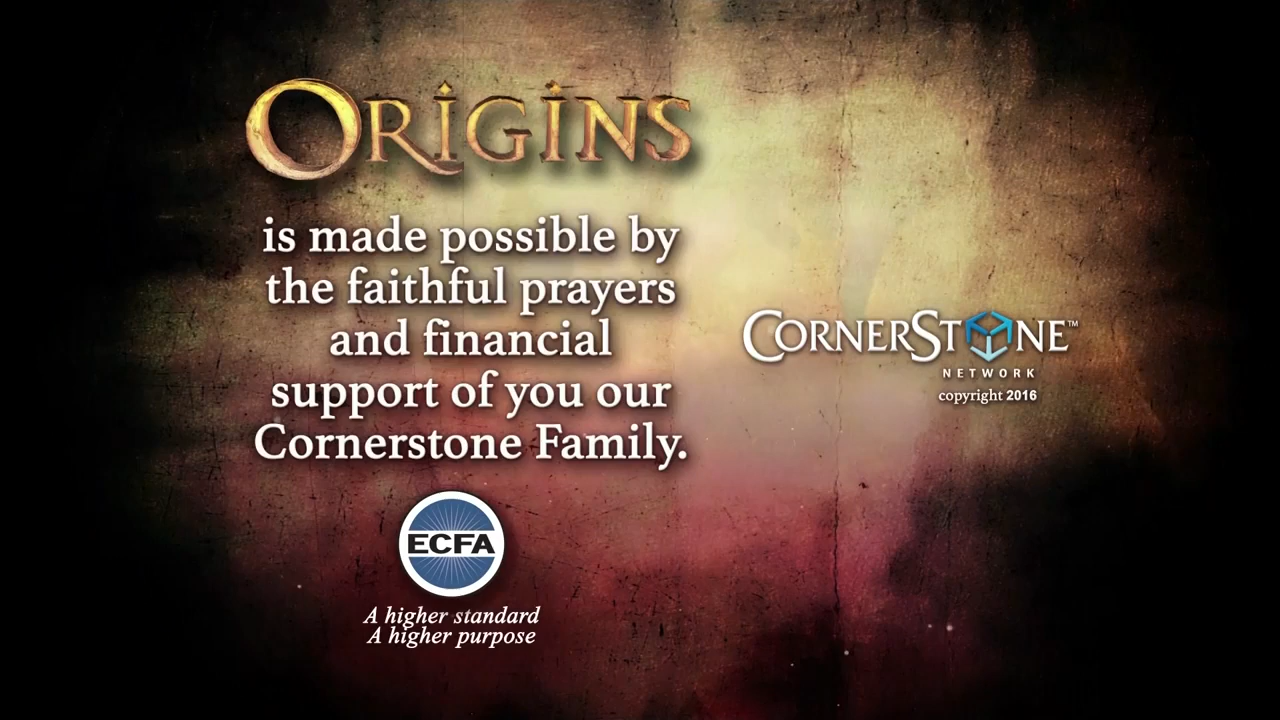 ORiGiNS
is made possible by
the faithful prayers
and financial
support of you our
Cornerstone Family.
ECFA
A higher standard
A higher purpose
CORNERSTONE™
NETWORK
copyright 2016